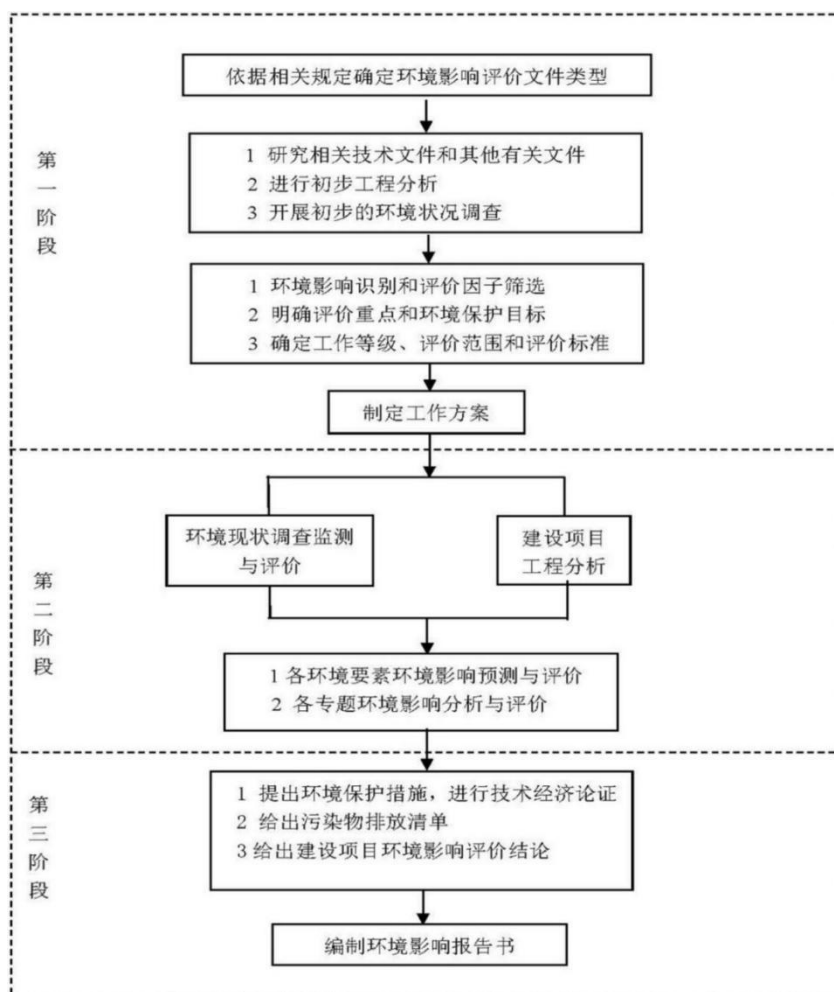 依据相关规定确定环境影响评价文件类型
第一阶段
1 研究相关技术文件和其他有关文件
2 进行初步工程分析
3 开展初步的环境状况调查
1 环境影响识别和评价因子筛选
2 明确评价重点和环境保护目标
3 确定工作等级、评价范围和评价标准
制定工作方案
第二阶段
环境现状调查监测
与评价
建设项目
工程分析
1 各环境要素环境影响预测与评价
2 各专题环境影响分析与评价
第三阶段
1 提出环境保护措施，进行技术经济论证
2 给出污染物排放清单
3 给出建设项目环境影响评价结论
编制环境影响报告书